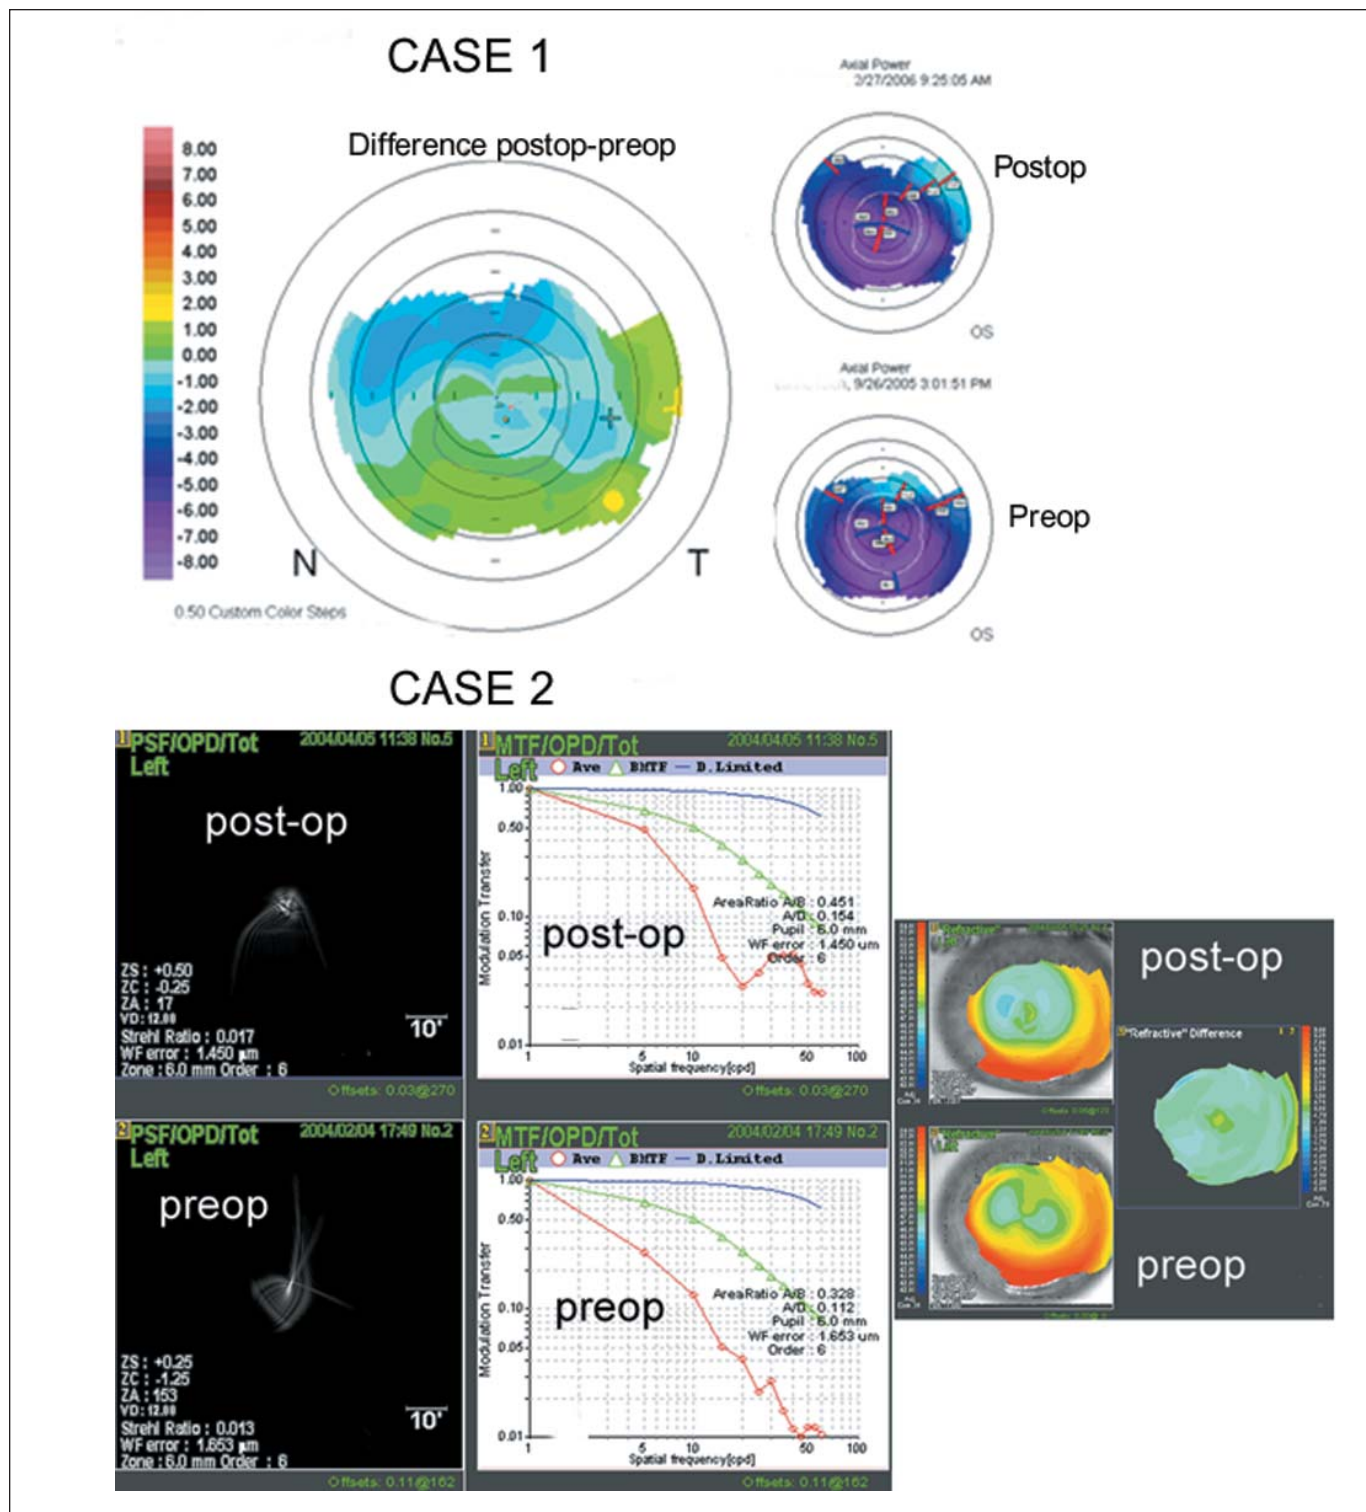 CASE 1
Difference postop-preop
8.00
7.00
6.00
5.00
4.00
3.00
2.00
1.00
0.00
-1.00
-2.00
-3.00
-4.00
-5.00
-6.00
-7.00
-8.00
0.50 Custom Color Steps
N
T
Axial Power
2/27/2006 9:25:05 AM
Postop
OS
Axial Power
9/26/2005 3:01:51 PM
Preop
OS
CASE 2
1 PSF/OPD/Tot 2004/04/05 11:38 No.5
Left
post-op
ZS : +0.50
ZC : -0.25
ZA : 17
VD : 12.00
Strehl Ratio : 0.017
WF error : 1.450 µm
Zone : 6.0 mm Order : 6
10'
Offsets: 0.03@270
1 MTF/OPD/Tot 2004/04/05 11:38 No.5
Left Ave BMTF D.Limited
1.00
0.50
0.10
0.05
0.01
Modulation Transfer
post-op
AreaRatio A/B : 0.451
A/D : 0.154
Pupil : 6.0 mm
WF error : 1.450 um
Order : 6
1 5 10 50 100
Spatial frequency[cpd]
Offsets: 0.03@270
2 PSF/OPD/Tot 2004/02/04 17:49 No.2
Left
preop
ZS : +0.25
ZC : -1.25
ZA : 153
VD : 12.00
Strehl Ratio : 0.013
WF error : 1.653 µm
Zone : 6.0 mm Order : 6
10'
Offsets: 0.11@162
2 MTF/OPD/Tot 2004/02/04 17:49 No.2
Left Ave BMTF D.Limited
1.00
0.50
0.10
0.05
0.01
Modulation Transfer
preop
AreaRatio A/B : 0.328
A/D : 0.112
Pupil : 6.0 mm
WF error : 1.653 um
Order : 6
1 5 10 50 100
Spatial frequency[cpd]
Offsets: 0.11@162
"Refractive"
Left
post-op
"Refractive" Difference 1 2
"Refractive"
Left
preop